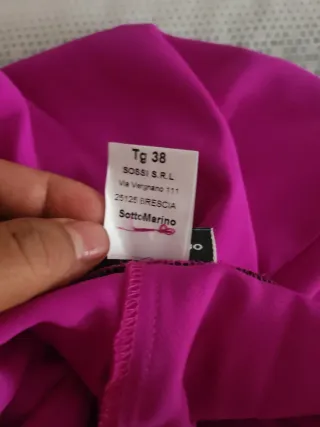 Tg 38
SOSSI S.R.L
Via Vergnano 111
25125 BRESCIA
SottoMarino